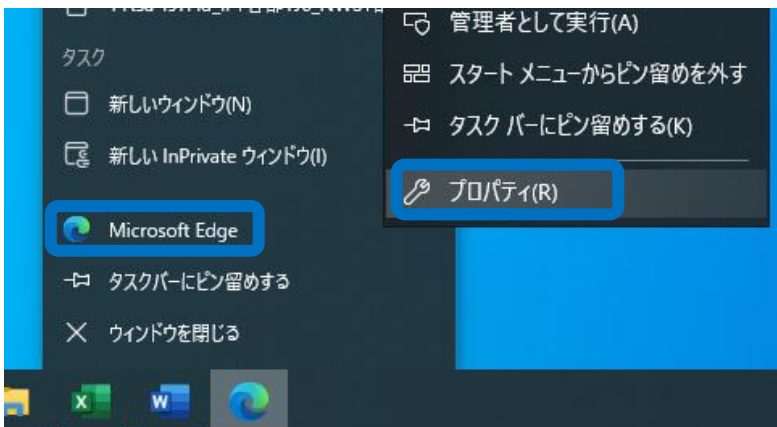 管理者として実行(A)
スタート メニューからピン留めを外す
タスク バーにピン留めする(K)
プロパティ(R)
タスク
新しいウィンドウ(N)
新しい InPrivate ウィンドウ(I)
Microsoft Edge
タスクバーにピン留めする
ウィンドウを閉じる
X
W